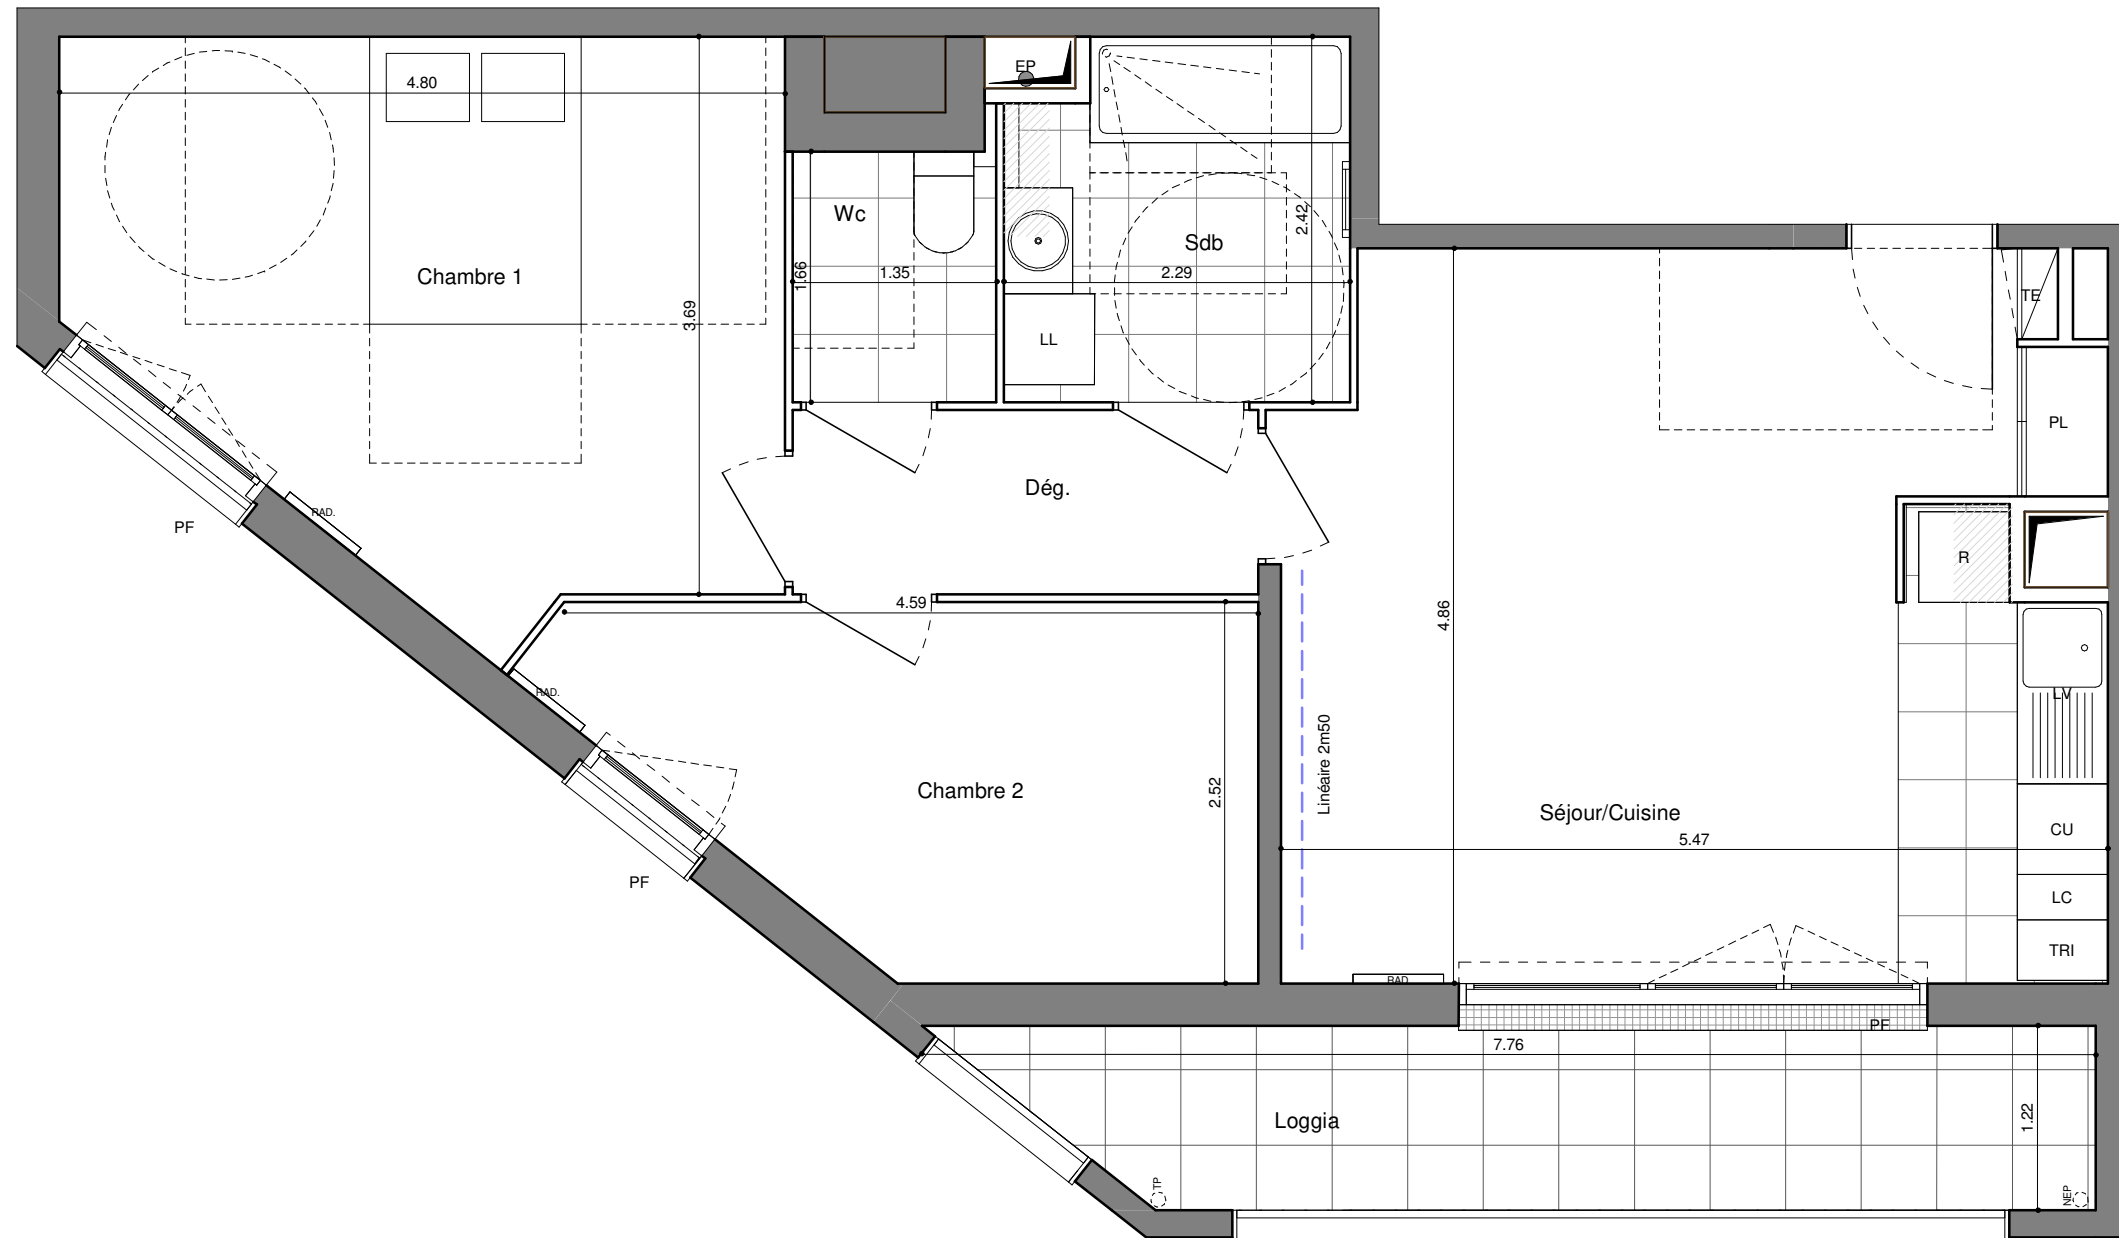 EP
4.80
Wc
2.42
Sdb
Chambre 1
1.66
1.35
2.29
TE
3.69
LL
PL
Dég.
RAD.
PF
R
4.59
4.86
RAD.
LV
Linéaire 2m50
Chambre 2
2.52
Séjour/Cuisine
CU
5.47
PF
LC
TRI
RAD.
PF
7.76
Loggia
1.22
TP
NEP